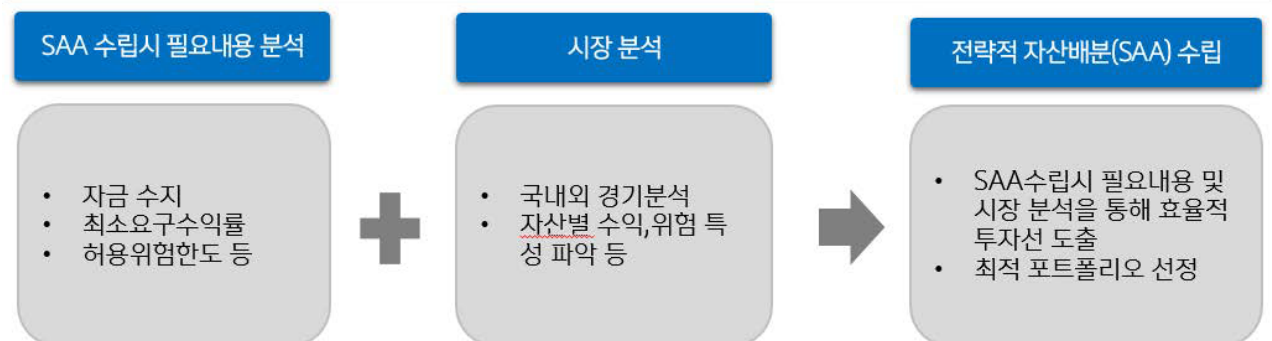 SAA 수립시 필요내용 분석
• 자금 수지
• 최소요구수익률
• 허용위험한도 등
시장 분석
• 국내외 경기분석
• 자산별 수익,위험 특
성 파악 등
전략적 자산배분(SAA) 수립
• SAA수립시 필요내용 및
시장 분석을 통해 효율적
투자선 도출
• 최적 포트폴리오 선정